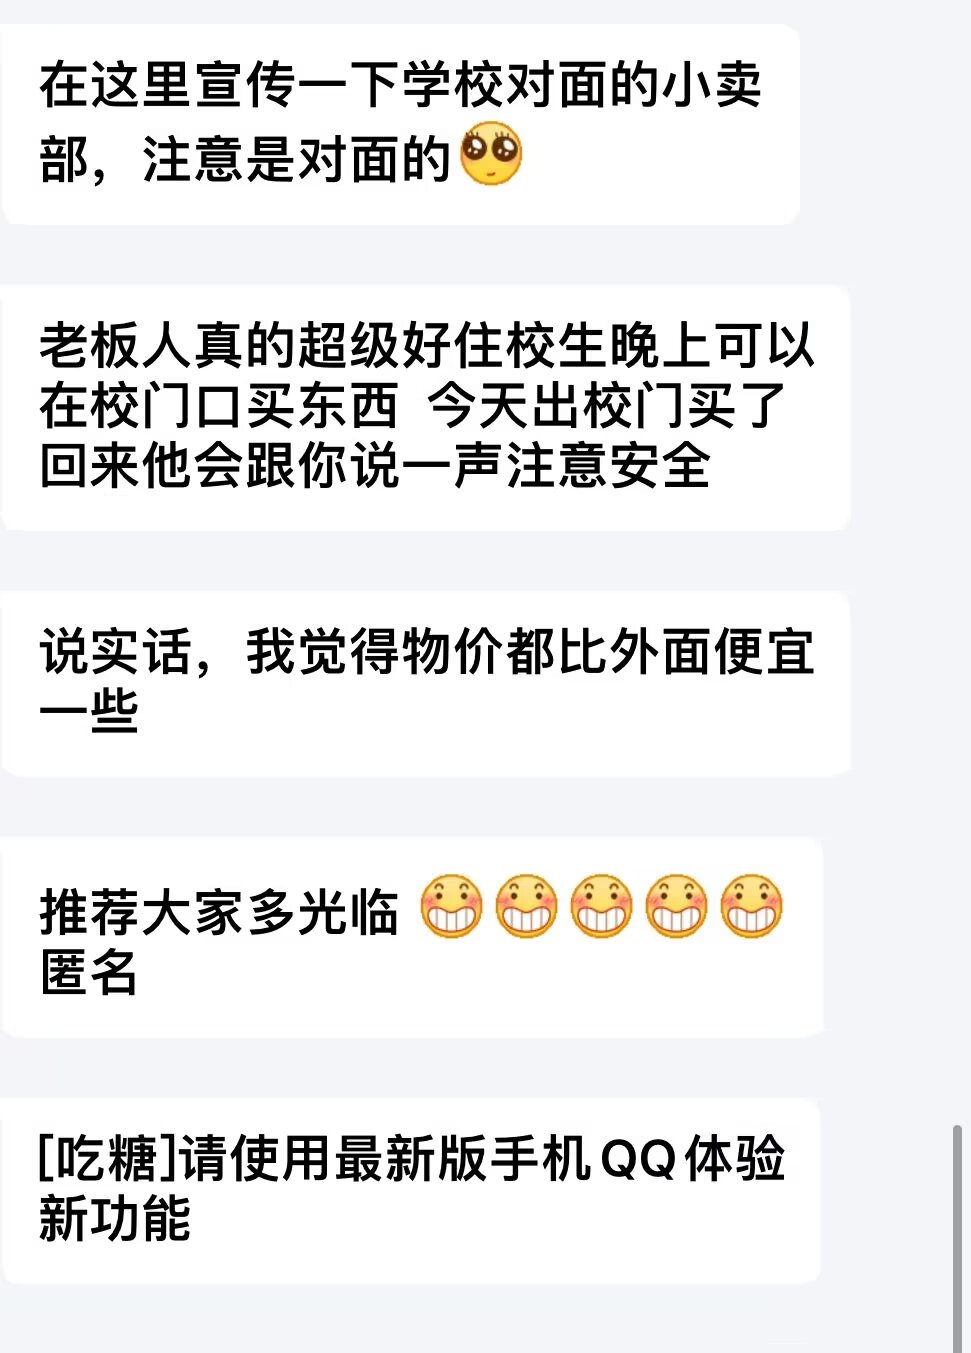 在这里宣传一下学校对面的小卖
部，注意是对面的🥺
老板人真的超级好住校生晚上可以
在校门口买东西 今天出校门买了
回来他会跟你说一声注意安全
说实话，我觉得物价都比外面便宜
一些
推荐大家多光临 😁😁😁😁😁
匿名
[吃糖]请使用最新版手机QQ体验
新功能